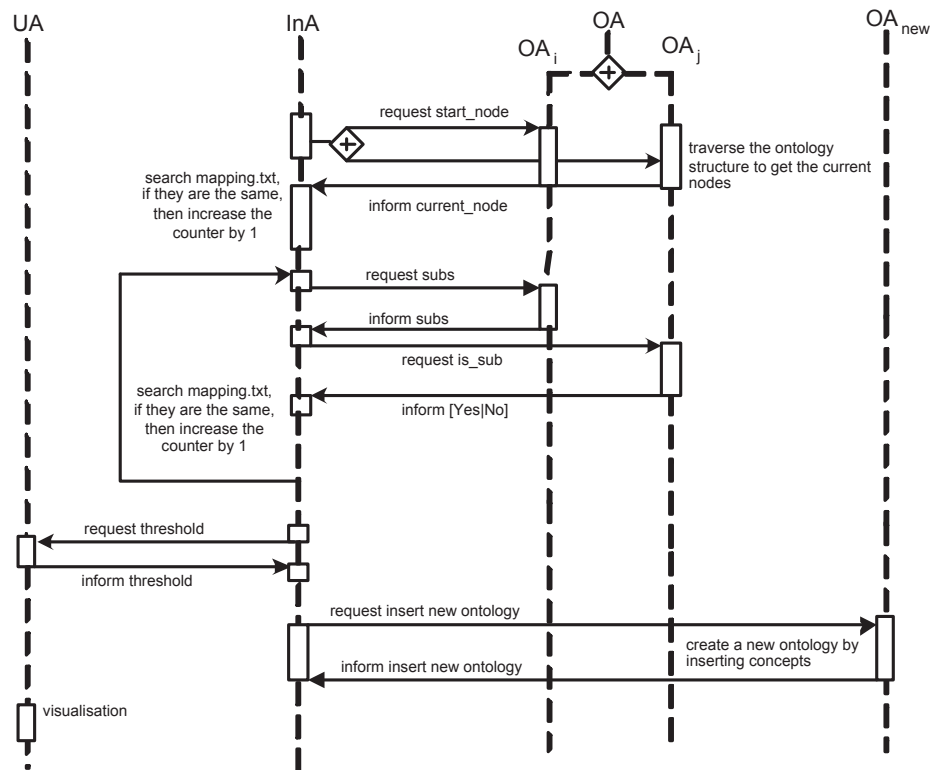 UA
InA
OA
OA new
OA i
OA j
request start_node
traverse the ontology
structure to get the current
nodes
search mapping.txt,
if they are the same,
then increase the
counter by 1
inform current_node
request subs
inform subs
request is_sub
search mapping.txt,
if they are the same,
then increase the
counter by 1
inform [Yes|No]
request threshold
inform threshold
request insert new ontology
create a new ontology by
inserting concepts
inform insert new ontology
visualisation